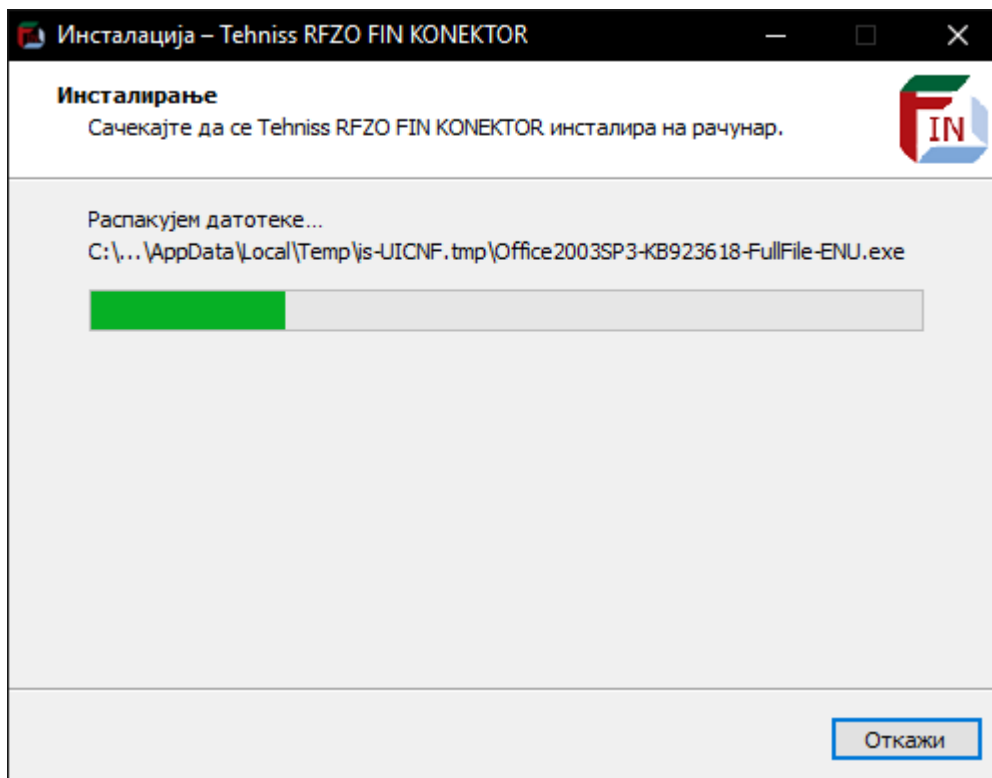 Инсталација – Tehniss RFZO FIN KONEKTOR
Инсталирање
Сачекајте да се Tehniss RFZO FIN KONEKTOR инсталира на рачунар.
IN
Распакујем датотеке...
C:\...\AppData\Local\Temp\is-UICNF.tmp\Office2003SP3-KB923618-FullFile-ENU.exe
Откажи